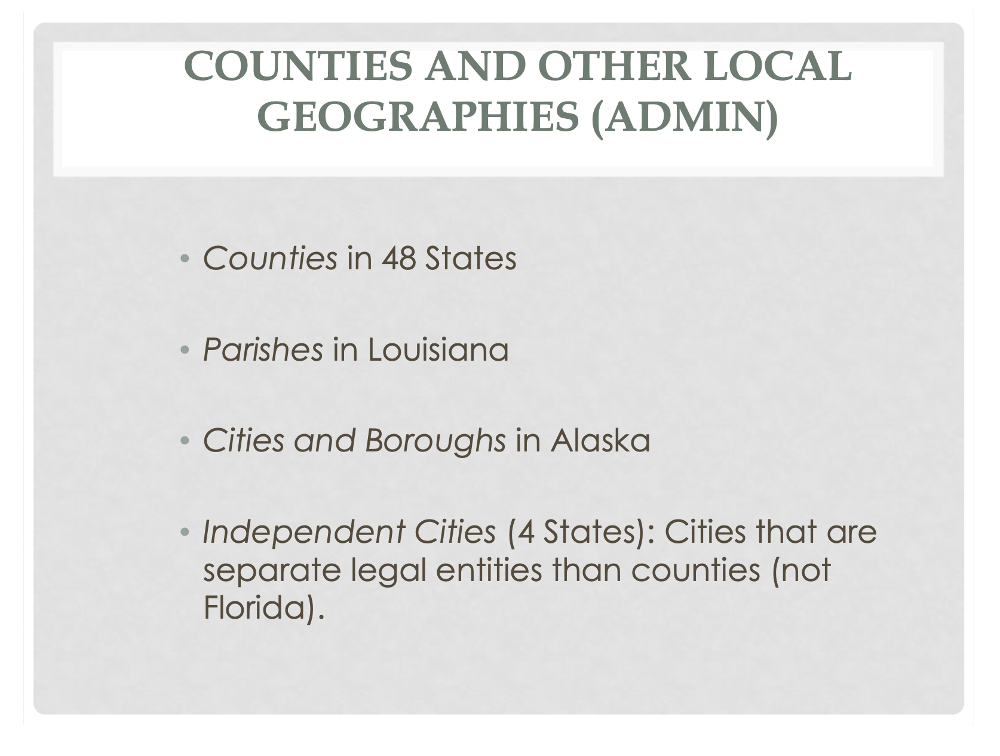 COUNTIES AND OTHER LOCAL
GEOGRAPHIES (ADMIN)
• Counties in 48 States
• Parishes in Louisiana
• Cities and Boroughs in Alaska
• Independent Cities (4 States): Cities that are
separate legal entities than counties (not
Florida).